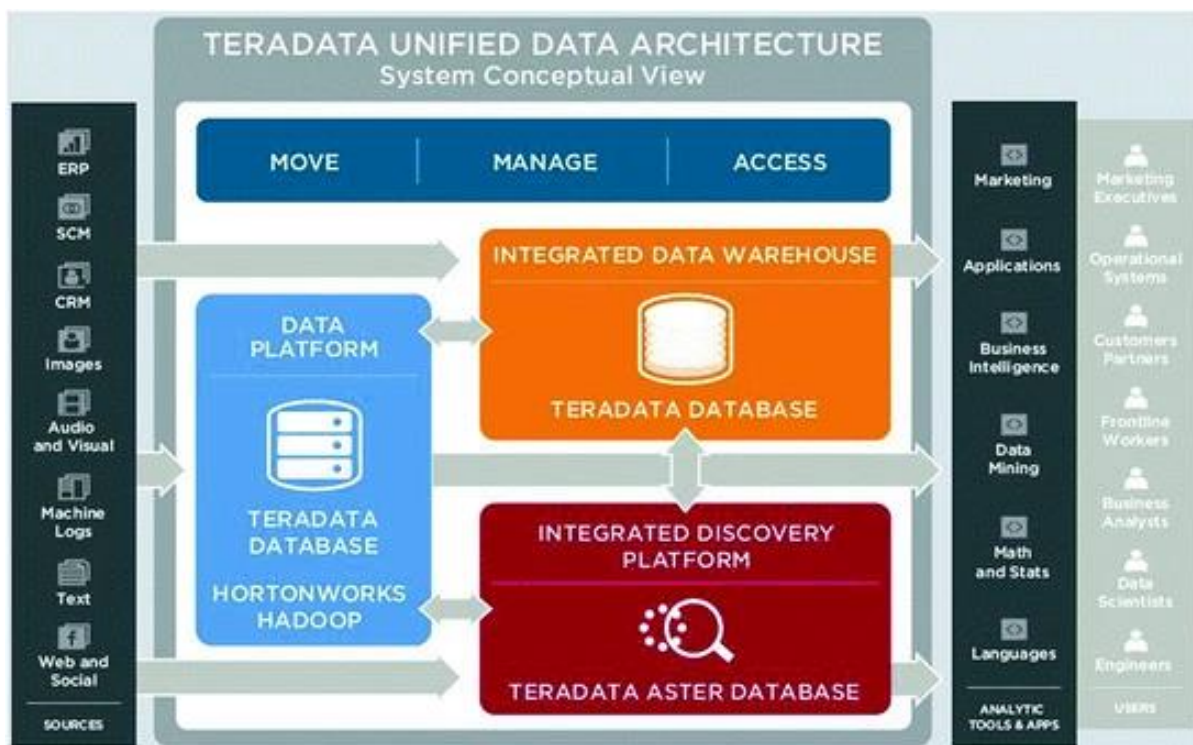 TERADATA UNIFIED DATA ARCHITECTURE
System Conceptual View
MOVE
MANAGE
ACCESS
ERP
SCM
CRM
Images
Audio
and Visual
Machine
Logs
Text
Web and
Social
SOURCES
DATA
PLATFORM
TERADATA
DATABASE
HORTONWORKS
HADOOP
INTEGRATED DATA WAREHOUSE
TERADATA DATABASE
INTEGRATED DISCOVERY
PLATFORM
TERADATA ASTER DATABASE
Marketing
Applications
Business
Intelligence
Data
Mining
Math
and Stats
Languages
ANALYTIC
TOOLS & APPS
Marketing
Executives
Operational
Systems
Customers
Partners
Frontline
Workers
Business
Analysts
Data
Scientists
Engineers
USERS